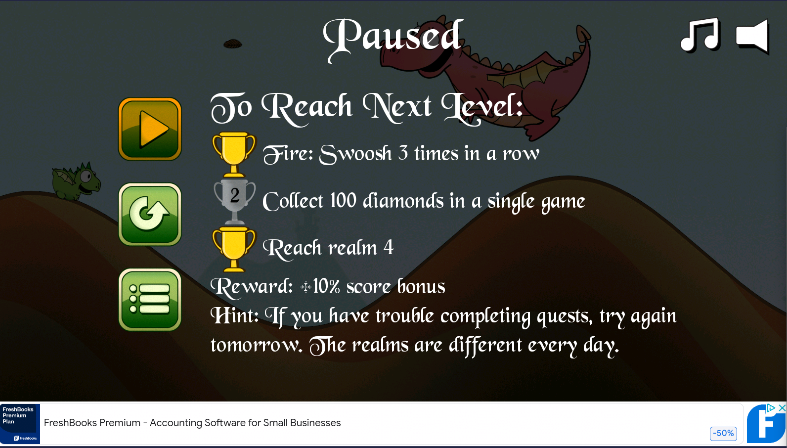 Paused
To Reach Next Level:
Fire: Swoosh 3 times in a row
2
Collect 100 diamonds in a single game
Reach realm 4
Reward: +10% score bonus
Hint: If you have trouble completing quests, try again
tomorrow. The realms are different every day.
FreshBooks
Premium
Plan
FreshBooks
FreshBooks Premium - Accounting Software for Small Businesses
-50%
F